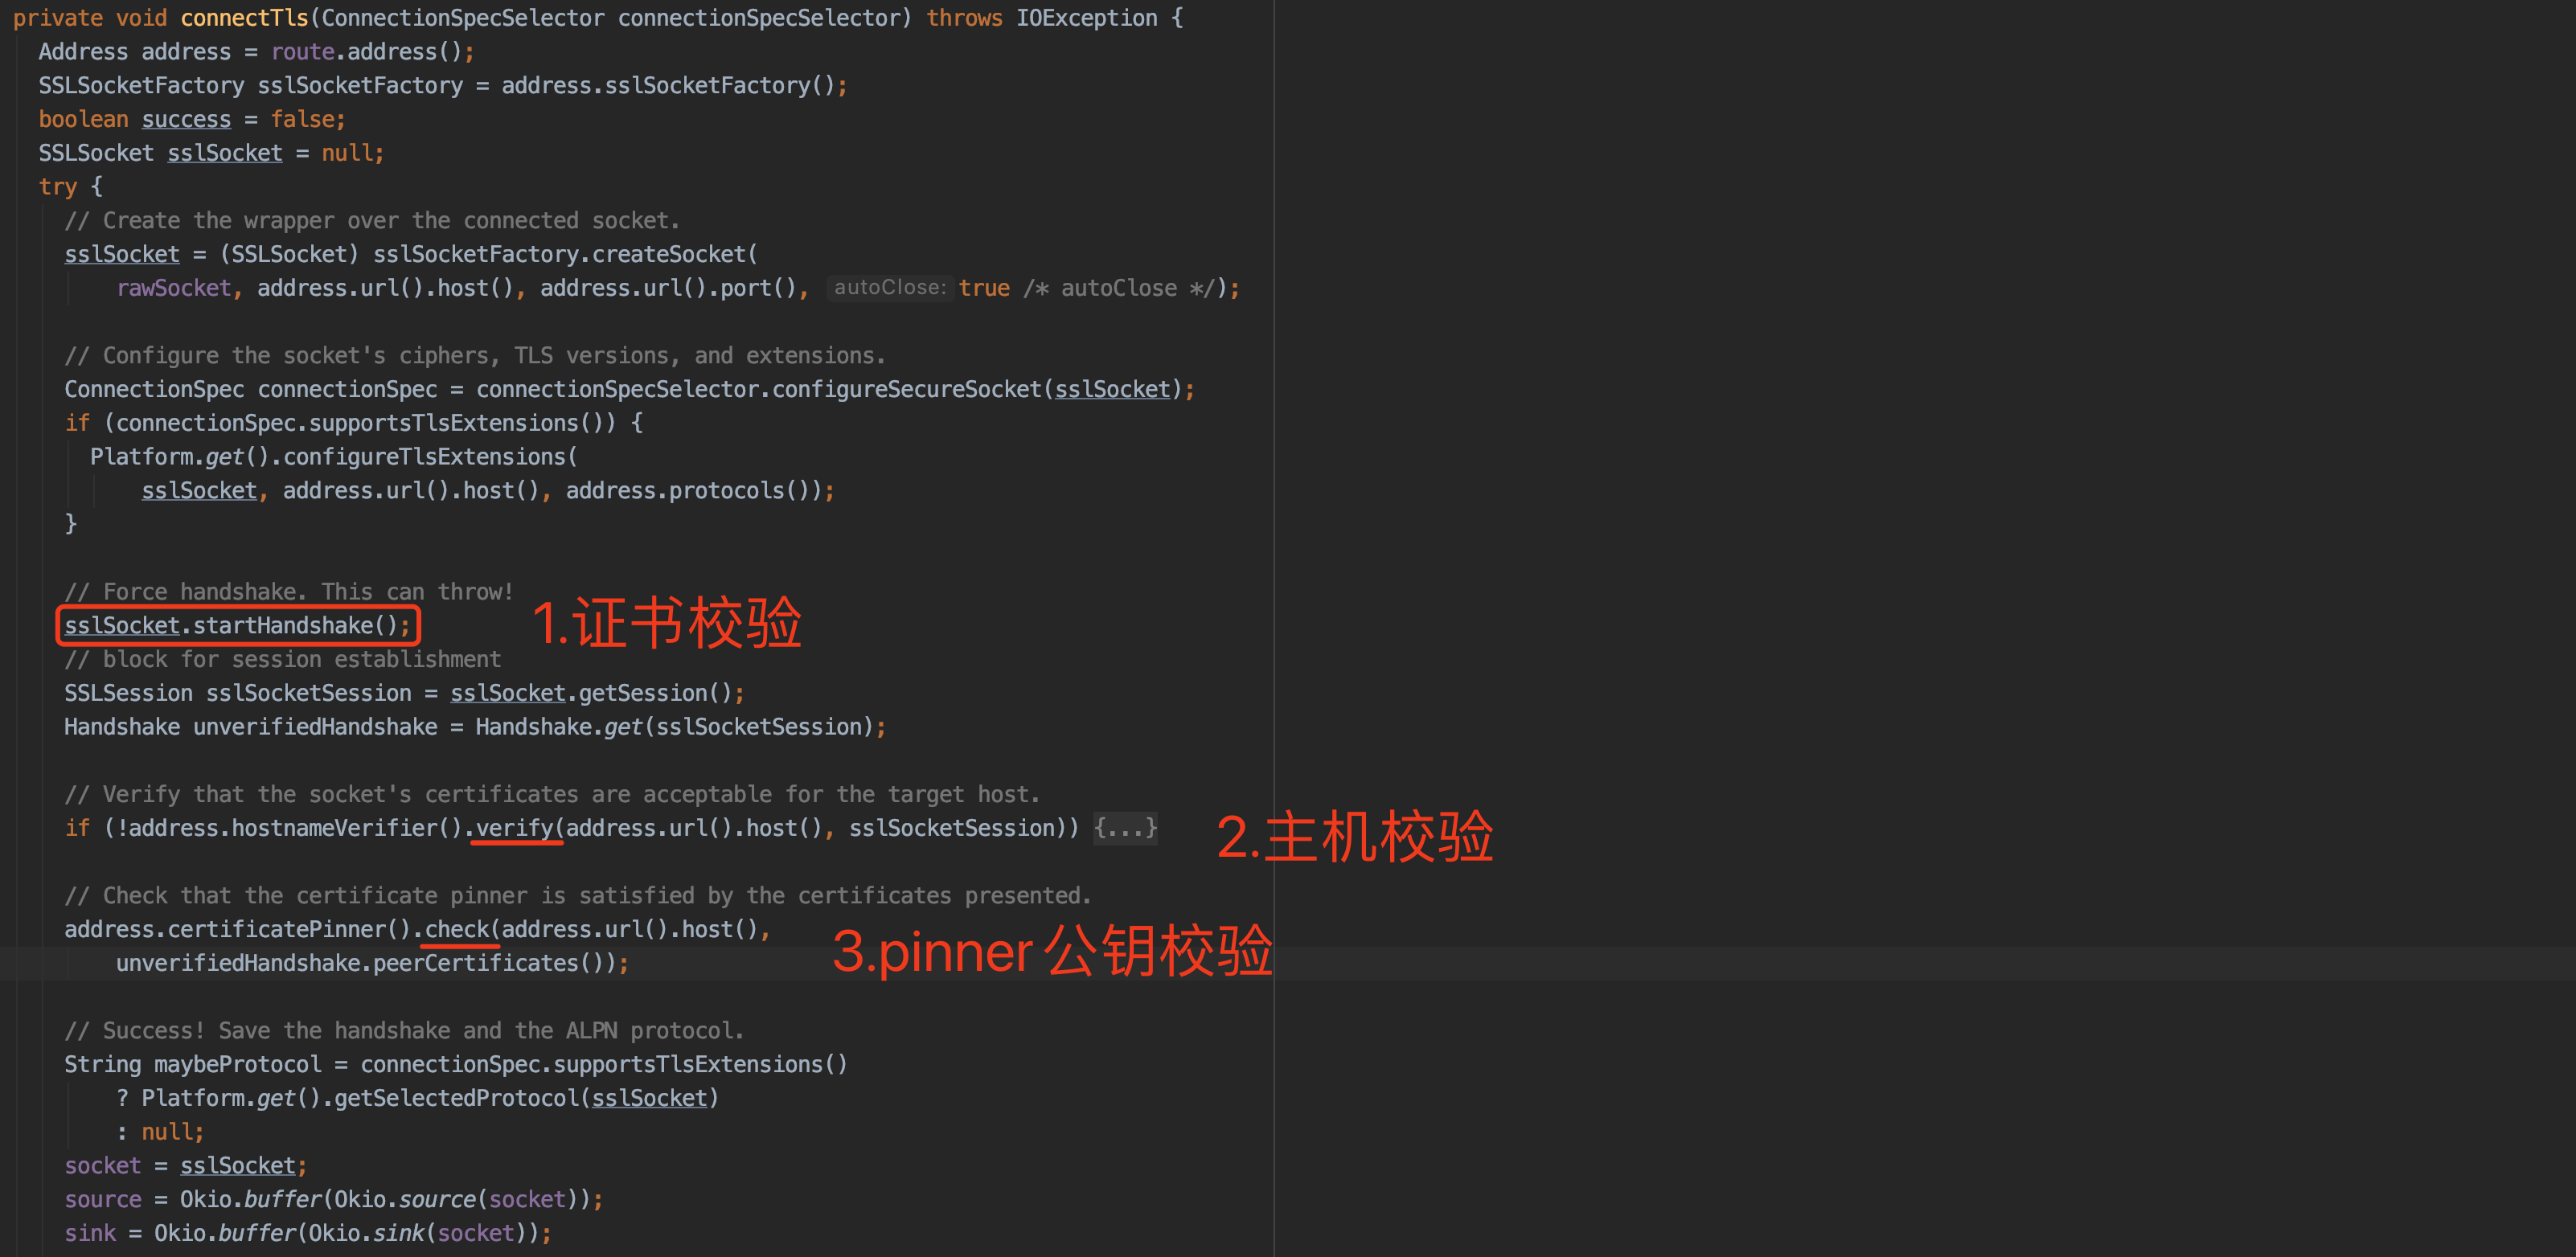 private void connectTls(ConnectionSpecSelector connectionSpecSelector) throws IOException {
Address address = route.address();
SSLSocketFactory sslSocketFactory = address.sslSocketFactory();
boolean success = false;
SSLSocket sslSocket = null;
try {
// Create the wrapper over the connected socket.
sslSocket = (SSLSocket) sslSocketFactory.createSocket(
rawSocket, address.url().host(), address.url().port(), autoClose: true /* autoClose */);
// Configure the socket's ciphers, TLS versions, and extensions.
ConnectionSpec connectionSpec = connectionSpecSelector.configureSecureSocket(sslSocket);
if (connectionSpec.supportsTlsExtensions()) {
Platform.get().configureTlsExtensions(
sslSocket, address.url().host(), address.protocols());
}
// Force handshake. This can throw!
sslSocket.startHandshake(); 1.证书校验
// block for session establishment
SSLSession sslSocketSession = sslSocket.getSession();
Handshake unverifiedHandshake = Handshake.get(sslSocketSession);
// Verify that the socket's certificates are acceptable for the target host.
if (!address.hostnameVerifier().verify(address.url().host(), sslSocketSession)) {...} 2.主机校验
// Check that the certificate pinner is satisfied by the certificates presented.
address.certificatePinner().check(address.url().host(), 3.pinner公钥校验
unverifiedHandshake.peerCertificates());
// Success! Save the handshake and the ALPN protocol.
String maybeProtocol = connectionSpec.supportsTlsExtensions()
? Platform.get().getSelectedProtocol(sslSocket)
: null;
socket = sslSocket;
source = Okio.buffer(Okio.source(socket));
sink = Okio.buffer(Okio.sink(socket));